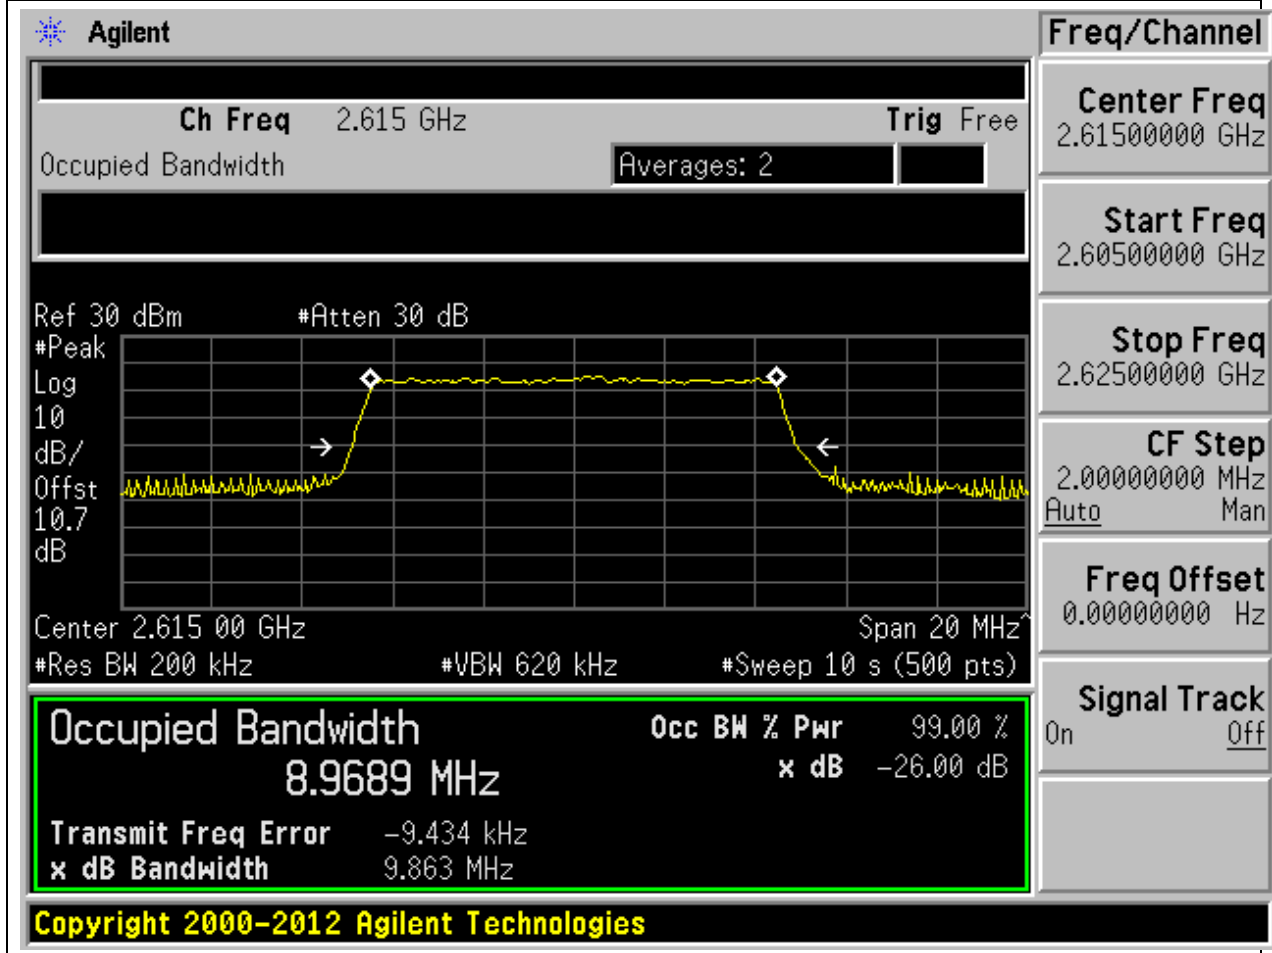 Agilent
Freq/Channel
Ch Freq 2.615 GHz Trig Free
Occupied Bandwidth Averages: 2
Center Freq
2.61500000 GHz
Start Freq
2.60500000 GHz
Stop Freq
2.62500000 GHz
CF Step
2.00000000 MHz
Auto Man
Freq Offset
0.00000000 Hz
Signal Track
On Off
Ref 30 dBm #Atten 30 dB
#Peak
Log
10
dB/
Offst
10.7
dB
Center 2.615 00 GHz Span 20 MHz^
#Res BW 200 kHz #VBW 620 kHz #Sweep 10 s (500 pts)
Occupied Bandwidth Occ BW % Pwr 99.00 %
8.9689 MHz x dB -26.00 dB
Transmit Freq Error -9.434 kHz
x dB Bandwidth 9.863 MHz
Copyright 2000-2012 Agilent Technologies